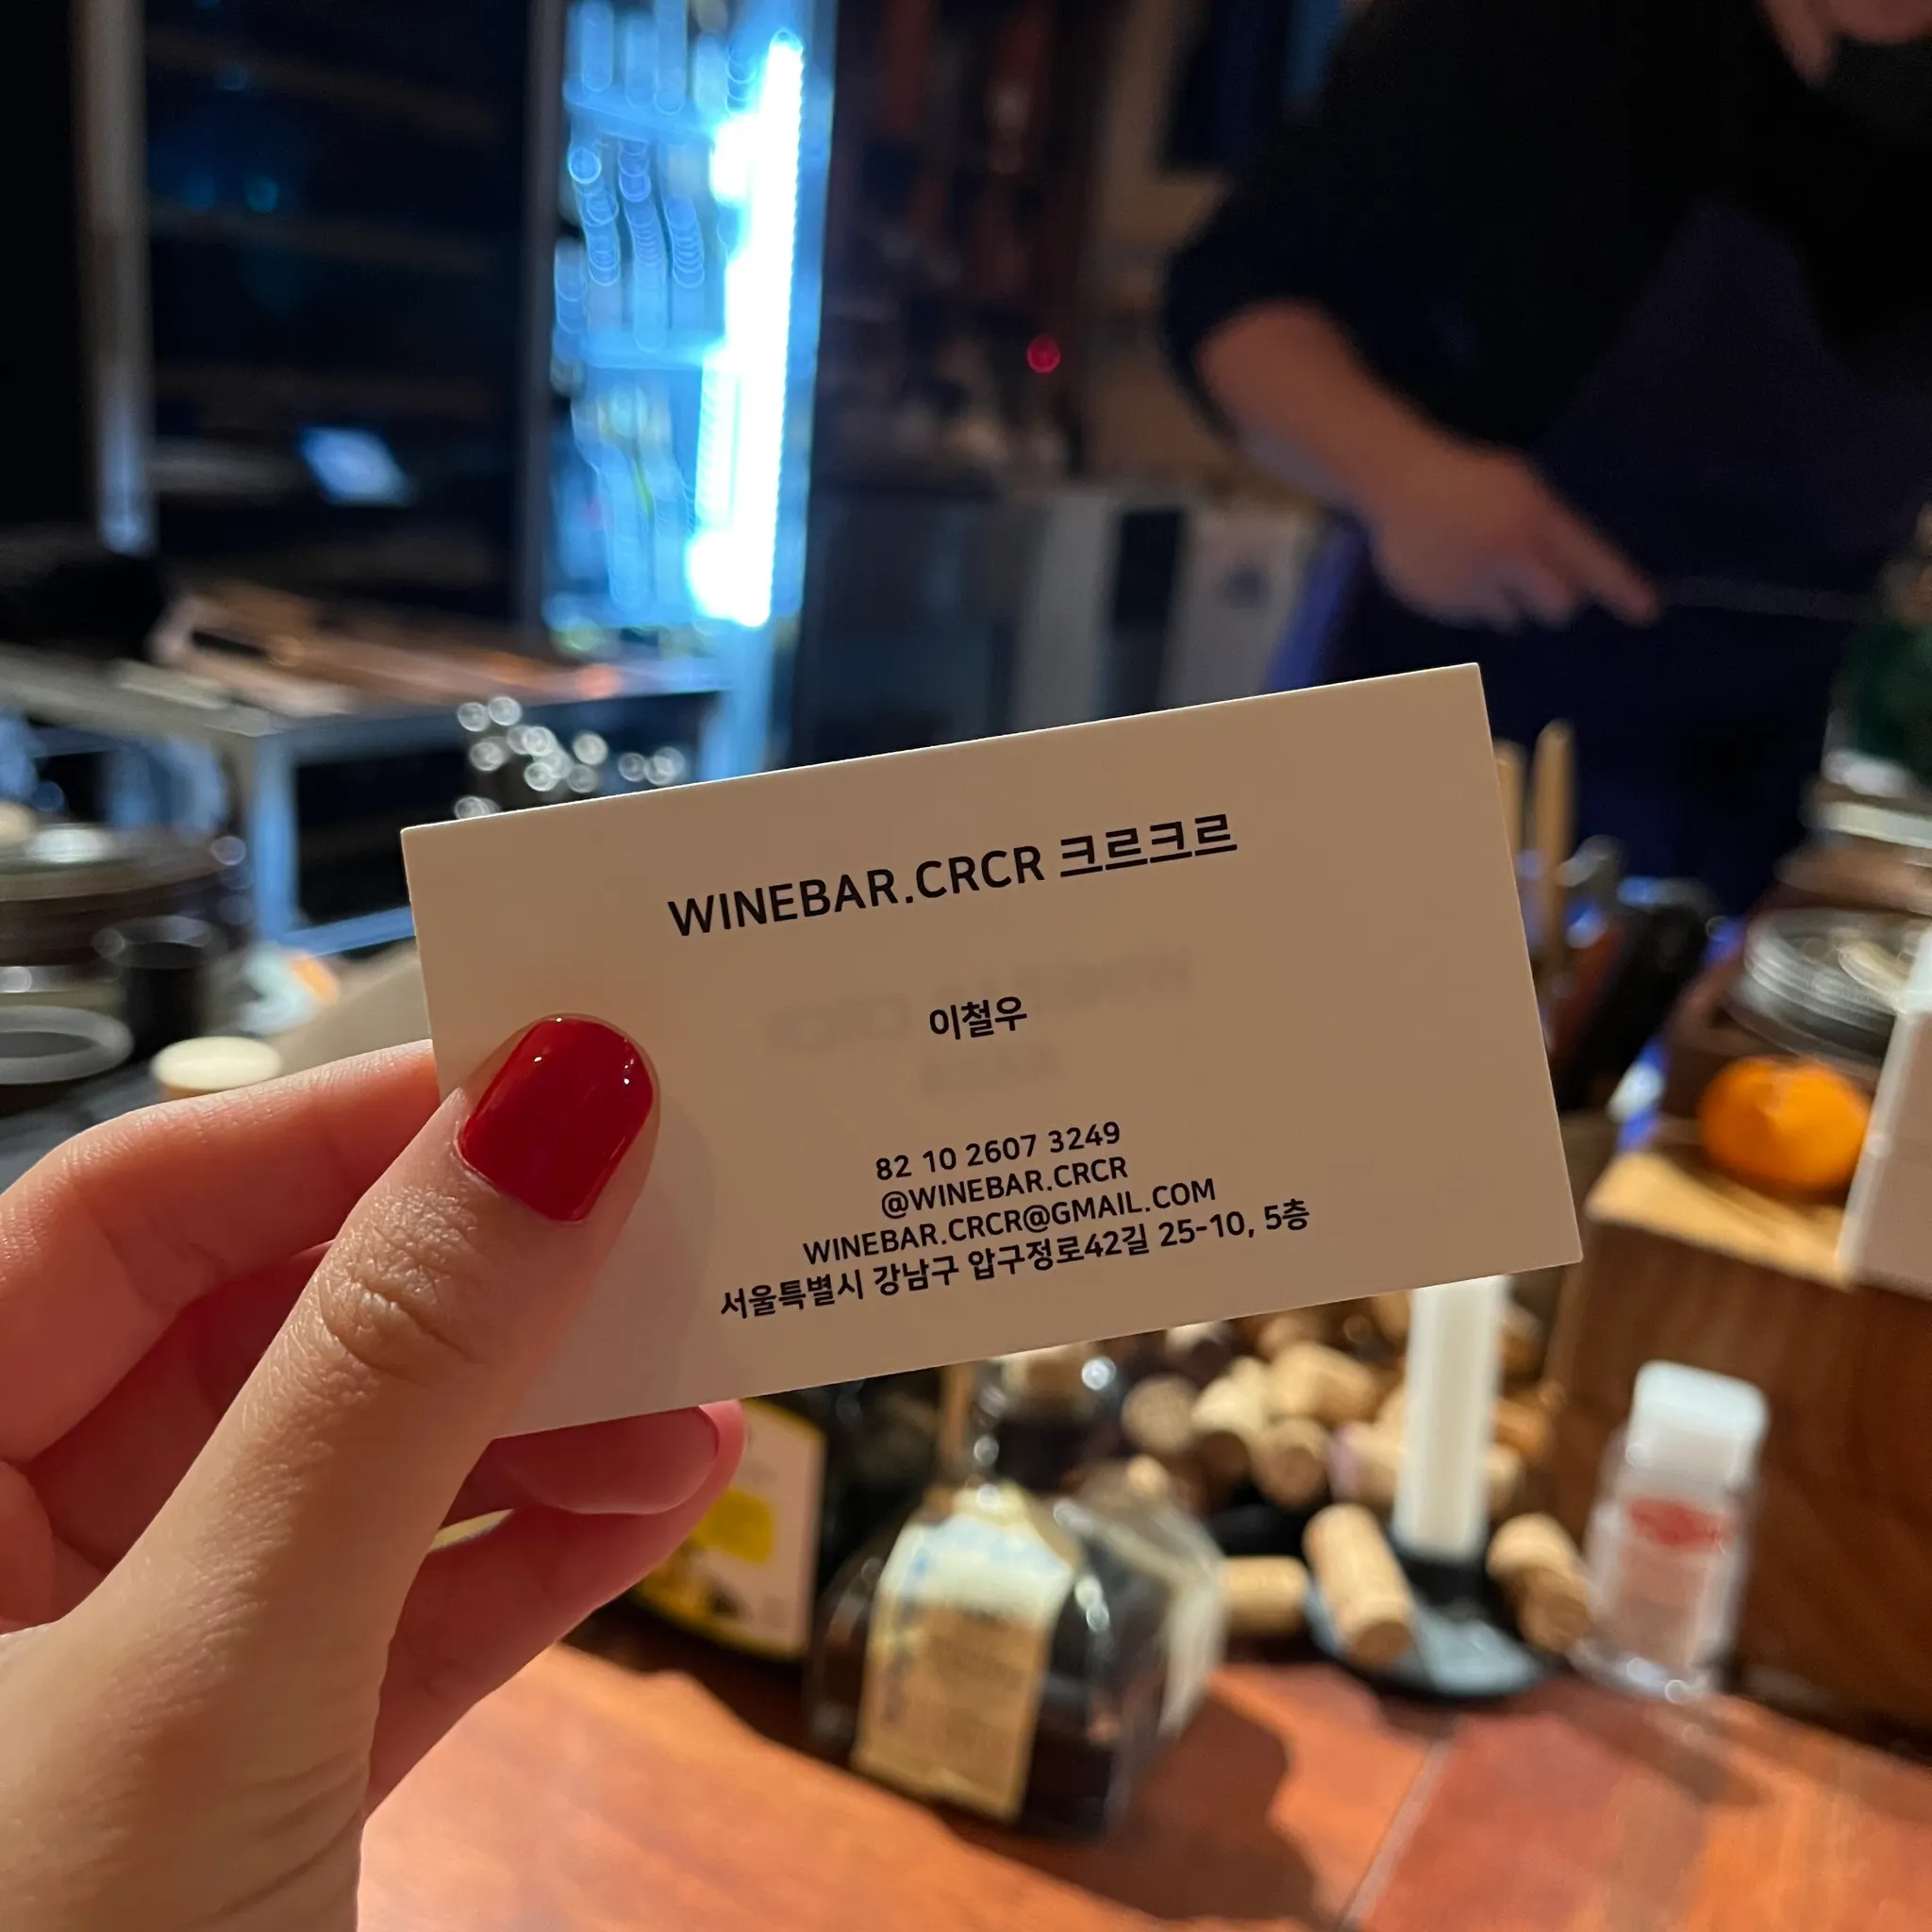 WINEBAR.CRCR 크르크르
이철우
82 10 2607 3249
@WINEBAR.CRCR
WINEBAR.CRCR@GMAIL.COM
서울특별시 강남구 압구정로42길 25-10, 5층